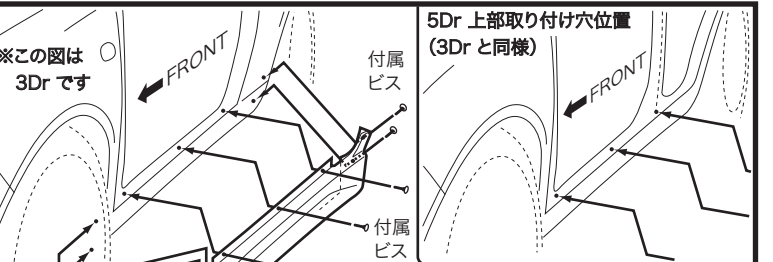 ※この図は
3Dr です
FRONT
付属
ビス
付属
ビス
5Dr 上部取り付け穴位置
（3Dr と同様）
FRONT